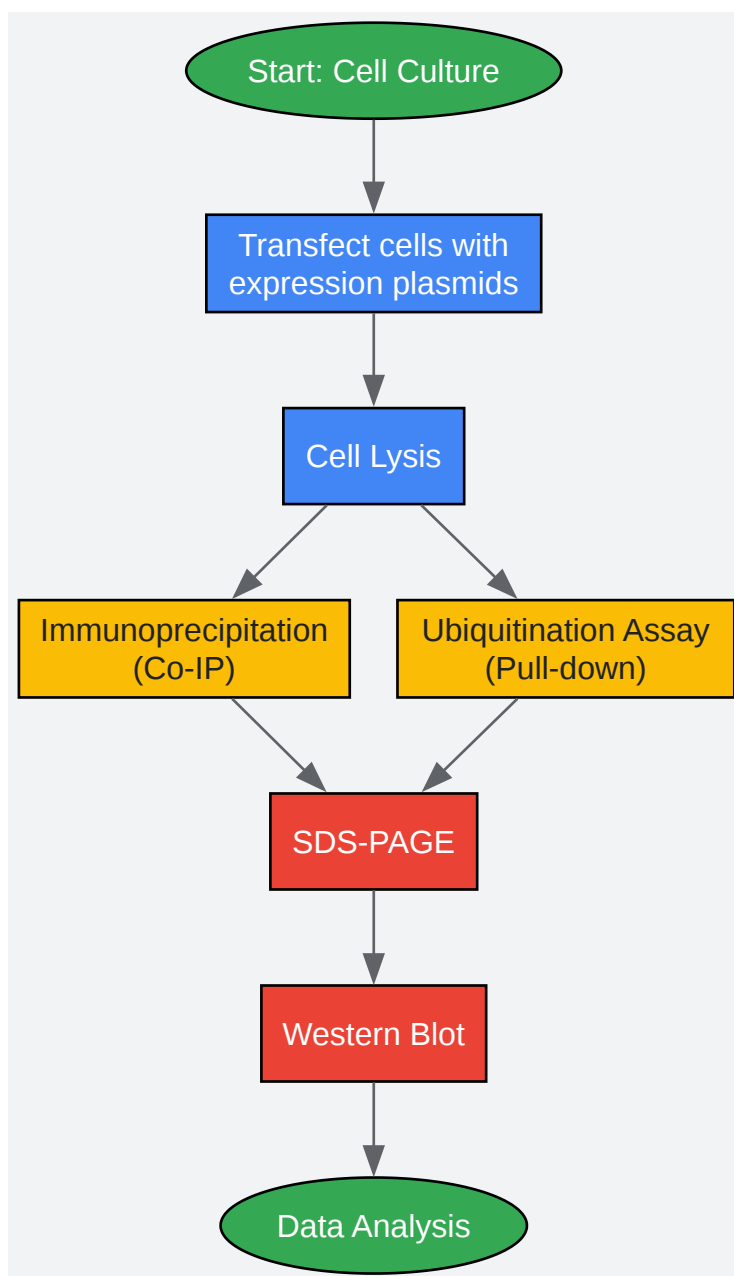 Start: Cell Culture
Transfect cells with
expression plasmids
Cell Lysis
Immunoprecipitation
(Co-IP)
Ubiquitination Assay
(Pull-down)
SDS-PAGE
Western Blot
Data Analysis